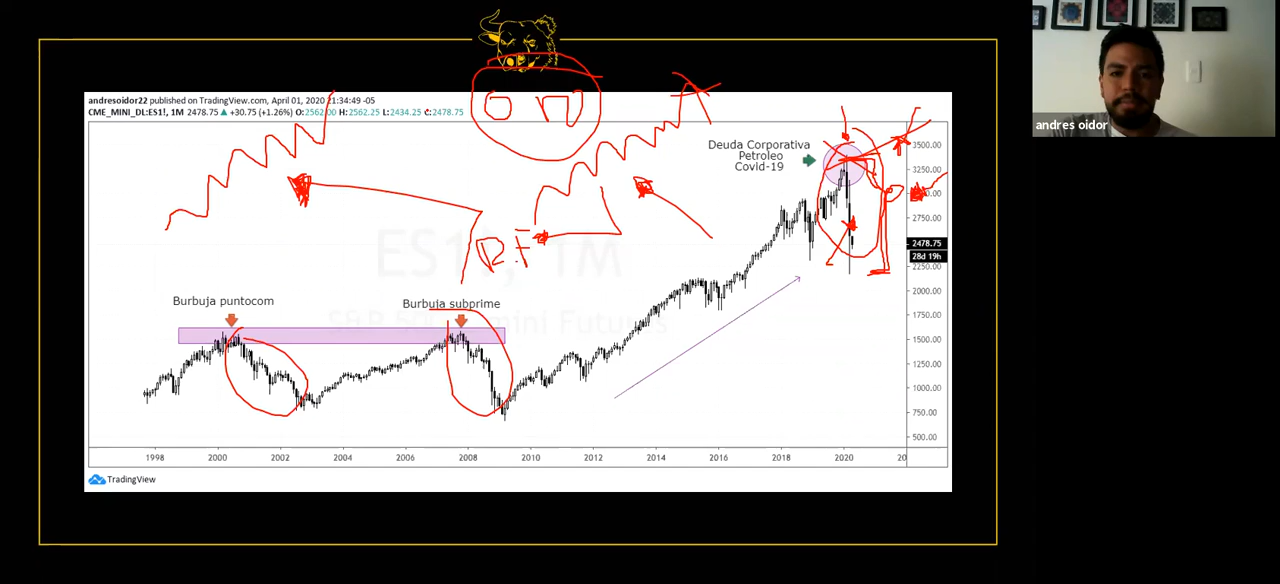 andresoidor22 published on TradingView.com, April 01, 2020 21:34:49 -05
CME_MINI_DL:ES1!, 1M 2478.75 ▲ +30.75 (+1.26%) O:2562.00 H:2562.25 L:2434.25 C:2478.75
andres oidor
Deuda Corporativa
Petroleo
Covid-19
3500.00
3250.00
3000.00
2750.00
2478.75
28d 19h
2250.00
2000.00
1750.00
1500.00
1250.00
1000.00
750.00
500.00
ES1!, 1M
S&P 500 E-mini Futures
R.F
Burbuja puntocom
Burbuja subprime
1998 2000 2002 2004 2006 2008 2010 2012 2014 2016 2018 2020 20
TradingView